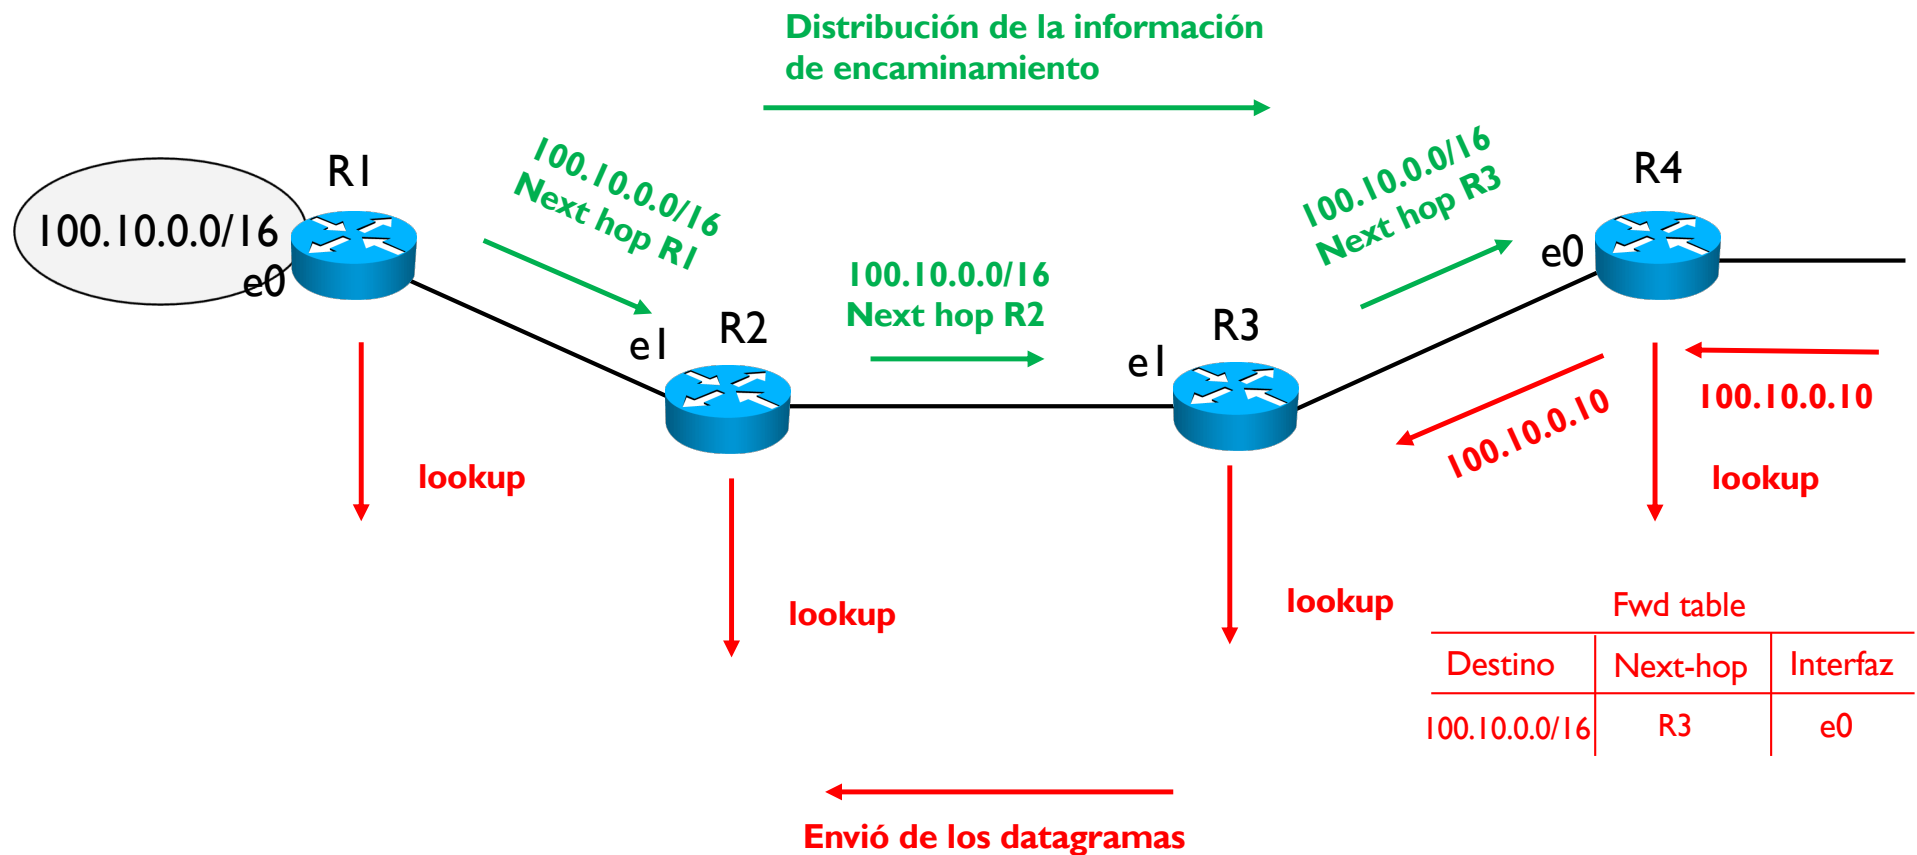 Distribución de la información
de encaminamiento
100.10.0.0/16
Next hop R1
100.10.0.0/16
Next hop R3
R1
R4
100.10.0.0/16
e0
e0
100.10.0.0/16
Next hop R2
e1
R2
e1
R3
100.10.0.10
100.10.0.10
lookup
lookup
lookup
lookup
Fwd table
Destino Next-hop Interfaz
100.10.0.0/16 R3 e0
Envió de los datagramas